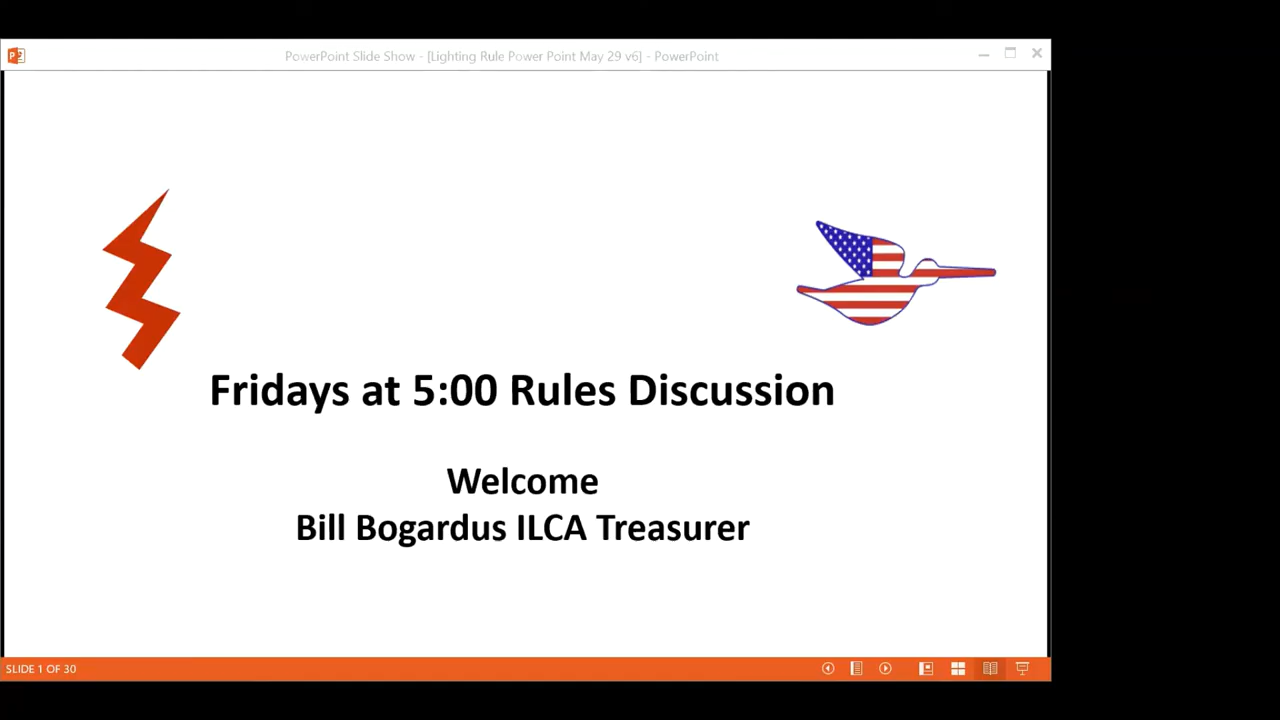 PowerPoint Slide Show - [Lighting Rule Power Point May 29 v6] - PowerPoint
Fridays at 5:00 Rules Discussion
Welcome
Bill Bogardus ILCA Treasurer
SLIDE 1 OF 30